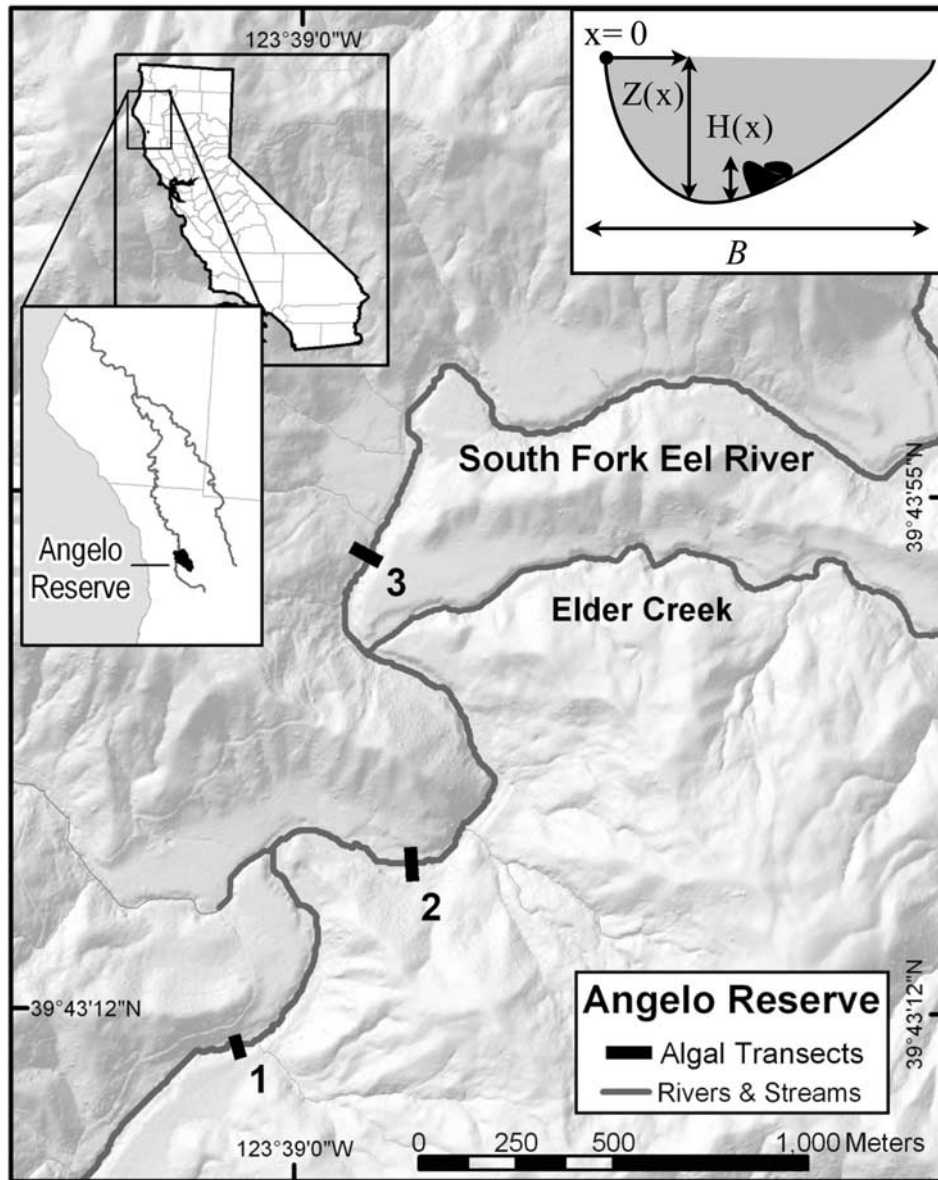 123°39'0"W
x= 0
Z(x)
H(x)
B
South Fork Eel River
39°43'55"N
Angelo
Reserve
3
Elder Creek
2
39°43'12"N
39°43'12"N
Angelo Reserve
Algal Transects
Rivers & Streams
1
123°39'0"W
0 250 500 1,000 Meters